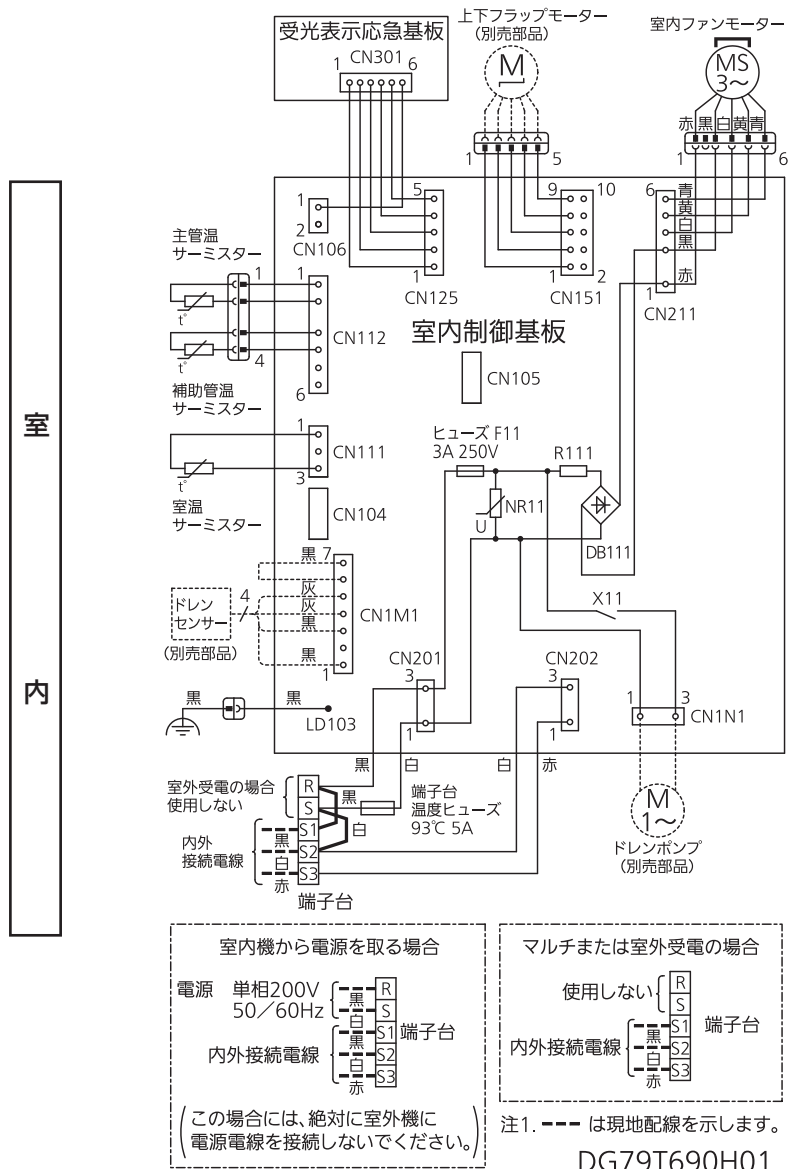 受光表示応急基板
CN301
1 6
上下フラップモーター
(別売部品)
M
1 5
室内ファンモーター
MS
3〜
赤 黒 白 黄 青
1 6
室
内
1
2
CN106
5
1
CN125
9 10
1 2
CN151
6
青
黄
白
黒
赤
1
CN211
主管温
サーミスター
t°
1
1
t°
4
CN112
6
補助管温
サーミスター
室内制御基板
CN105
1
CN111
3
t°
室温
サーミスター
CN104
ヒューズ F11
3A 250V
R111
NR11
U
DB111
X11
黒 7
灰
灰
黒
黒
1
CN1M1
ドレン
センサー
4
(別売部品)
黒 黒
LD103
CN201
3
1
CN202
3
1
1 3
CN1N1
黒 白 白 赤
M
1〜
ドレンポンプ
(別売部品)
室外受電の場合
使用しない
R
S
S1
S2
S3
黒
白
端子台
温度ヒューズ
93℃ 5A
内外
接続電線
黒
白
赤
端子台
室内機から電源を取る場合
電源 単相200V
50/60Hz
黒
白
R
S
S1
S2
S3
端子台
内外接続電線
黒
白
赤
(この場合には、絶対に室外機に
電源電線を接続しないでください。)
マルチまたは室外受電の場合
使用しない
R
S
S1
S2
S3
端子台
内外接続電線
黒
白
赤
注1. --- は現地配線を示します。
DG79T690H01